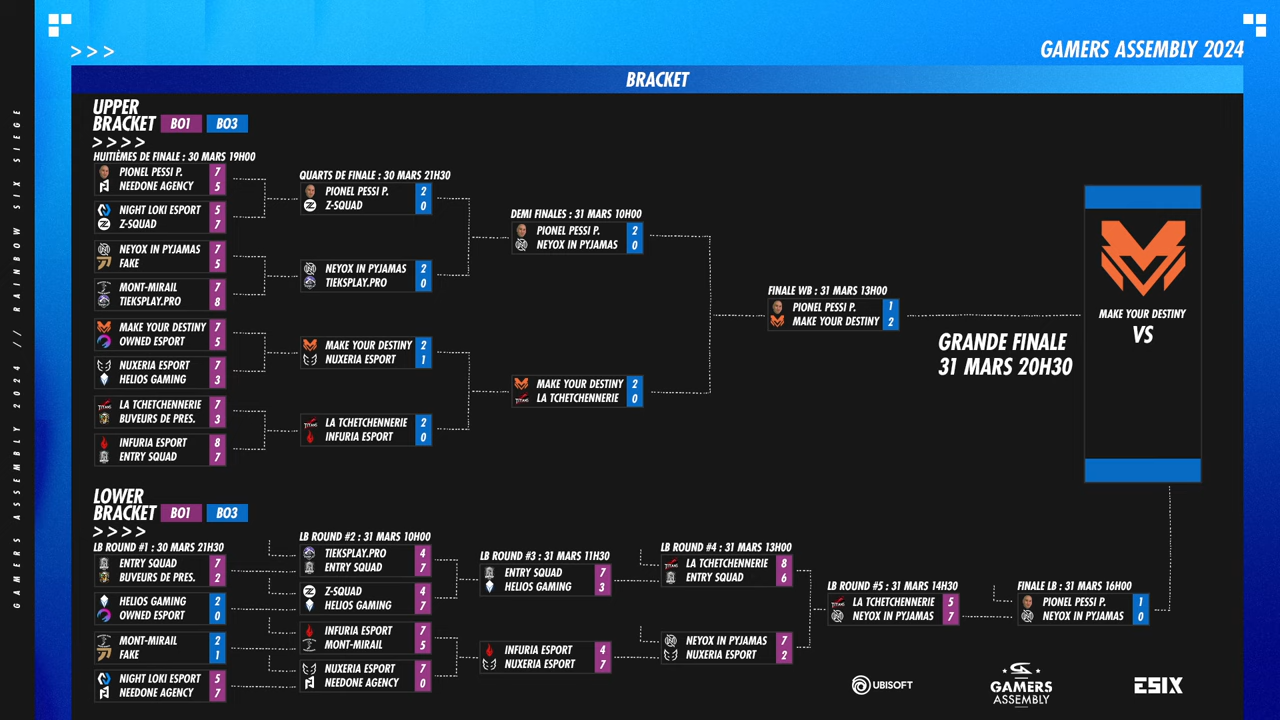 GAMERS ASSEMBLY 2024 // RAINBOW SIX SIEGE
> > >
GAMERS ASSEMBLY 2024
BRACKET
UPPER
BRACKET BO1 BO3
> > > >
HUITIÈMES DE FINALE : 30 MARS 19H00
PIONEL PESSI P. 7
NEEDONE AGENCY 5
NIGHT LOKI ESPORT 5
Z-SQUAD 7
NEYOX IN PYJAMAS 7
FAKE 5
MONT-MIRAIL 7
TIEKSPLAY.PRO 8
MAKE YOUR DESTINY 7
OWNED ESPORT 5
NUXERIA ESPORT 7
HELIOS GAMING 3
LA TCHETCHENNERIE 7
BUVEURS DE PRES. 3
INFURIA ESPORT 8
ENTRY SQUAD 7
QUARTS DE FINALE : 30 MARS 21H30
PIONEL PESSI P. 2
Z-SQUAD 0
NEYOX IN PYJAMAS 2
TIEKSPLAY.PRO 0
MAKE YOUR DESTINY 2
NUXERIA ESPORT 1
LA TCHETCHENNERIE 2
INFURIA ESPORT 0
DEMI FINALES : 31 MARS 10H00
PIONEL PESSI P. 2
NEYOX IN PYJAMAS 0
MAKE YOUR DESTINY 2
LA TCHETCHENNERIE 0
FINALE WB : 31 MARS 13H00
PIONEL PESSI P. 1
MAKE YOUR DESTINY 2
GRANDE FINALE
31 MARS 20H30
MAKE YOUR DESTINY
VS
LOWER
BRACKET BO1 BO3
> > > >
LB ROUND #1 : 30 MARS 21H30
ENTRY SQUAD 7
BUVEURS DE PRES. 2
HELIOS GAMING 2
OWNED ESPORT 0
MONT-MIRAIL 2
FAKE 1
NIGHT LOKI ESPORT 5
NEEDONE AGENCY 7
LB ROUND #2 : 31 MARS 10H00
TIEKSPLAY.PRO 4
ENTRY SQUAD 7
Z-SQUAD 4
HELIOS GAMING 7
INFURIA ESPORT 7
MONT-MIRAIL 5
NUXERIA ESPORT 7
NEEDONE AGENCY 0
LB ROUND #3 : 31 MARS 11H30
ENTRY SQUAD 7
HELIOS GAMING 3
INFURIA ESPORT 4
NUXERIA ESPORT 7
LB ROUND #4 : 31 MARS 13H00
LA TCHETCHENNERIE 8
ENTRY SQUAD 6
NEYOX IN PYJAMAS 7
NUXERIA ESPORT 2
LB ROUND #5 : 31 MARS 14H30
LA TCHETCHENNERIE 5
NEYOX IN PYJAMAS 7
FINALE LB : 31 MARS 16H00
PIONEL PESSI P. 1
NEYOX IN PYJAMAS 0
UBISOFT
GAMERS
ASSEMBLY
ESIX